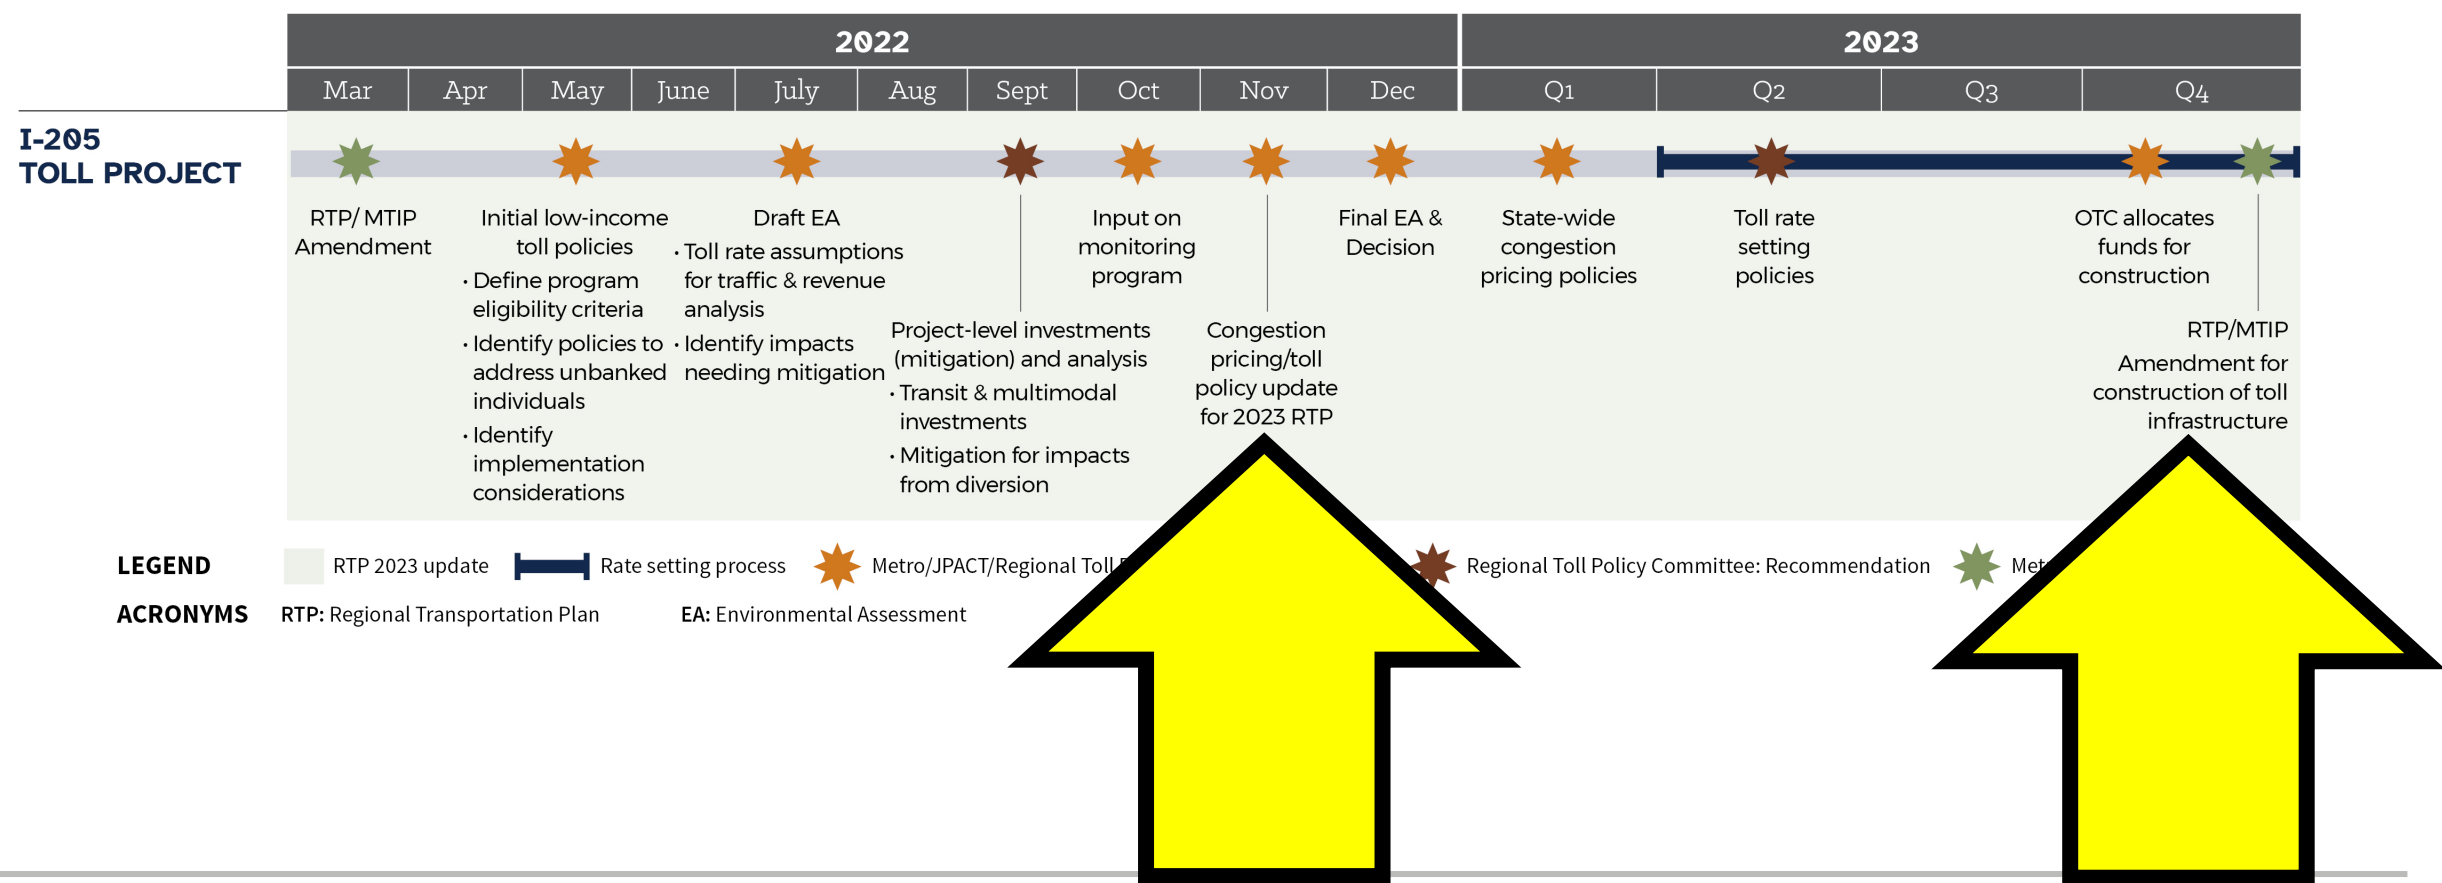 2022
2023
Mar Apr May June July Aug Sept Oct Nov Dec Q1 Q2 Q3 Q4
I-205
TOLL PROJECT
RTP/ MTIP
Amendment
Initial low-income
toll policies
· Define program
eligibility criteria
· Identify policies to
address unbanked
individuals
· Identify
implementation
considerations
Draft EA
· Toll rate assumptions
for traffic & revenue
analysis
· Identify impacts
needing mitigation
Project-level investments
(mitigation) and analysis
· Transit & multimodal
investments
· Mitigation for impacts
from diversion
Input on
monitoring
program
Congestion
pricing/toll
policy update
for 2023 RTP
Final EA &
Decision
State-wide
congestion
pricing policies
Toll rate
setting
policies
OTC allocates
funds for
construction
RTP/MTIP
Amendment for
construction of toll
infrastructure
LEGEND
RTP 2023 update
Rate setting process
Metro/JPACT/Regional Toll
Regional Toll Policy Committee: Recommendation
ACRONYMS
RTP: Regional Transportation Plan
EA: Environmental Assessment